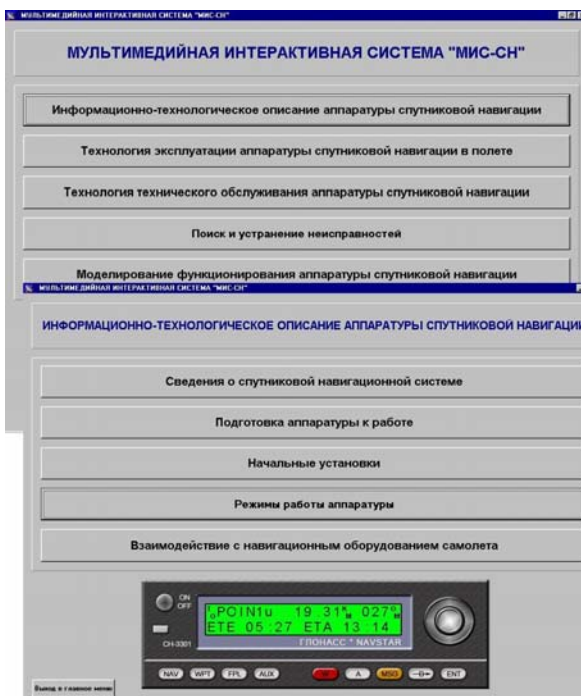 МУЛЬТИМЕДИЙНАЯ ИНТЕРАКТИВНАЯ СИСТЕМА "МИС-СН"
МУЛЬТИМЕДИЙНАЯ ИНТЕРАКТИВНАЯ СИСТЕМА "МИС-СН"
Информационно-технологическое описание аппаратуры спутниковой навигации
Технология эксплуатации аппаратуры спутниковой навигации в полете
Технология технического обслуживания аппаратуры спутниковой навигации
Поиск и устранение неисправностей
Моделирование функционирования аппаратуры спутниковой навигации
МУЛЬТИМЕДИЙНАЯ ИНТЕРАКТИВНАЯ СИСТЕМА "МИС-СН"
ИНФОРМАЦИОННО-ТЕХНОЛОГИЧЕСКОЕ ОПИСАНИЕ АППАРАТУРЫ СПУТНИКОВОЙ НАВИГАЦИИ
Сведения о спутниковой навигационной системе
Подготовка аппаратуры к работе
Начальные установки
Режимы работы аппаратуры
Взаимодействие с навигационным оборудованием самолета
ON
OFF
POIN1u 19.31 027°
ETE 05:27 ETA 13:14
СН-3301
ГЛОНАСС * NAVSTAR
NAV WPT FPL AUX A MSG D ENT
Выход в главное меню